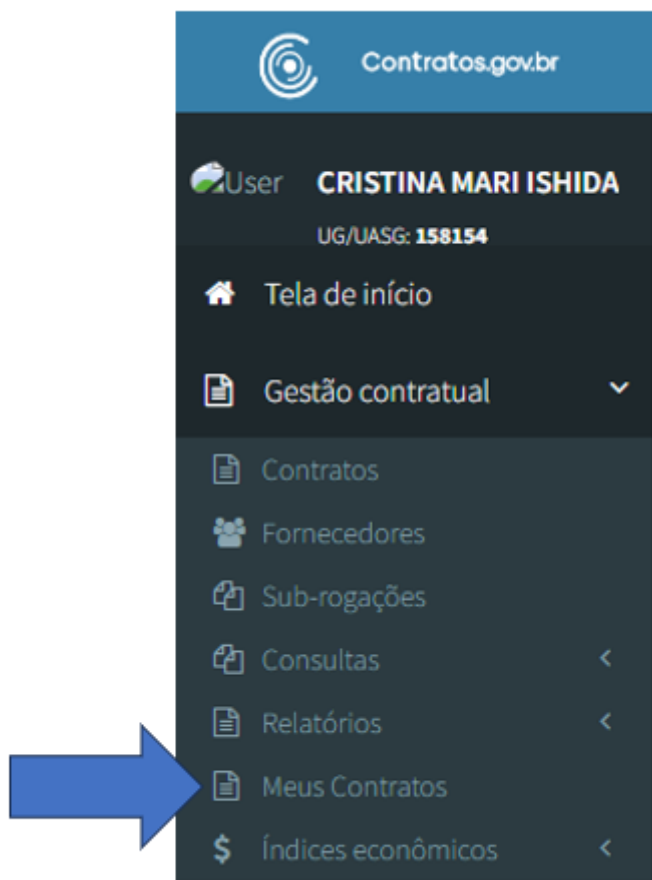 Contratos.gov.br
User CRISTINA MARI ISHIDA
UG/UASG: 158154
Tela de início
Gestão contratual
Contratos
Fornecedores
Sub-rogações
Consultas
Relatórios
Meus Contratos
Índices econômicos